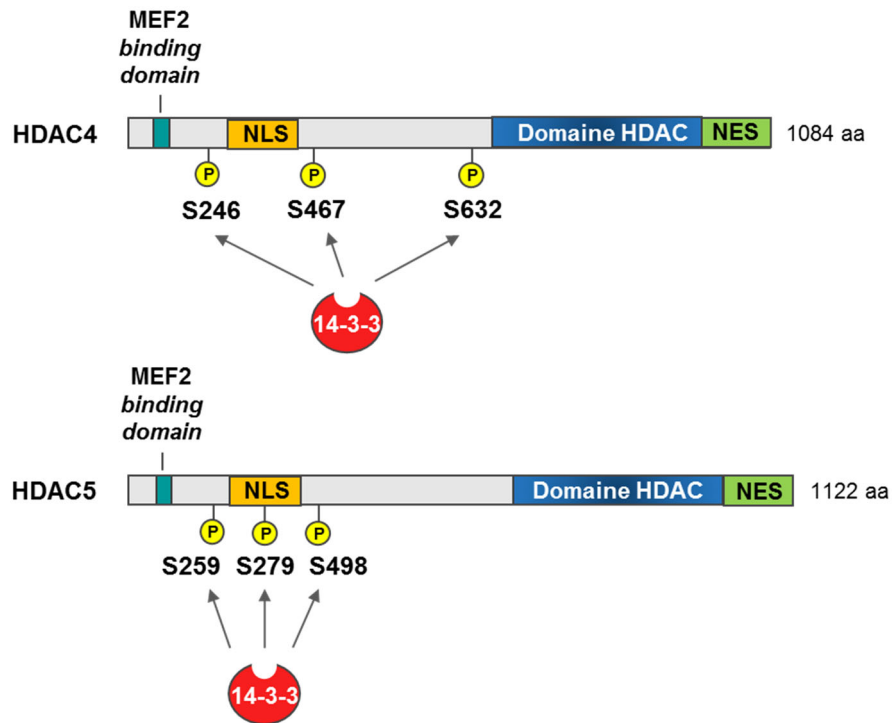 MEF2
binding
domain
HDAC4
NLS
Domaine HDAC
NES
1084 aa
P
P
P
S246
S467
S632
14-3-3
MEF2
binding
domain
HDAC5
NLS
Domaine HDAC
NES
1122 aa
P
P
P
S259
S279
S498
14-3-3